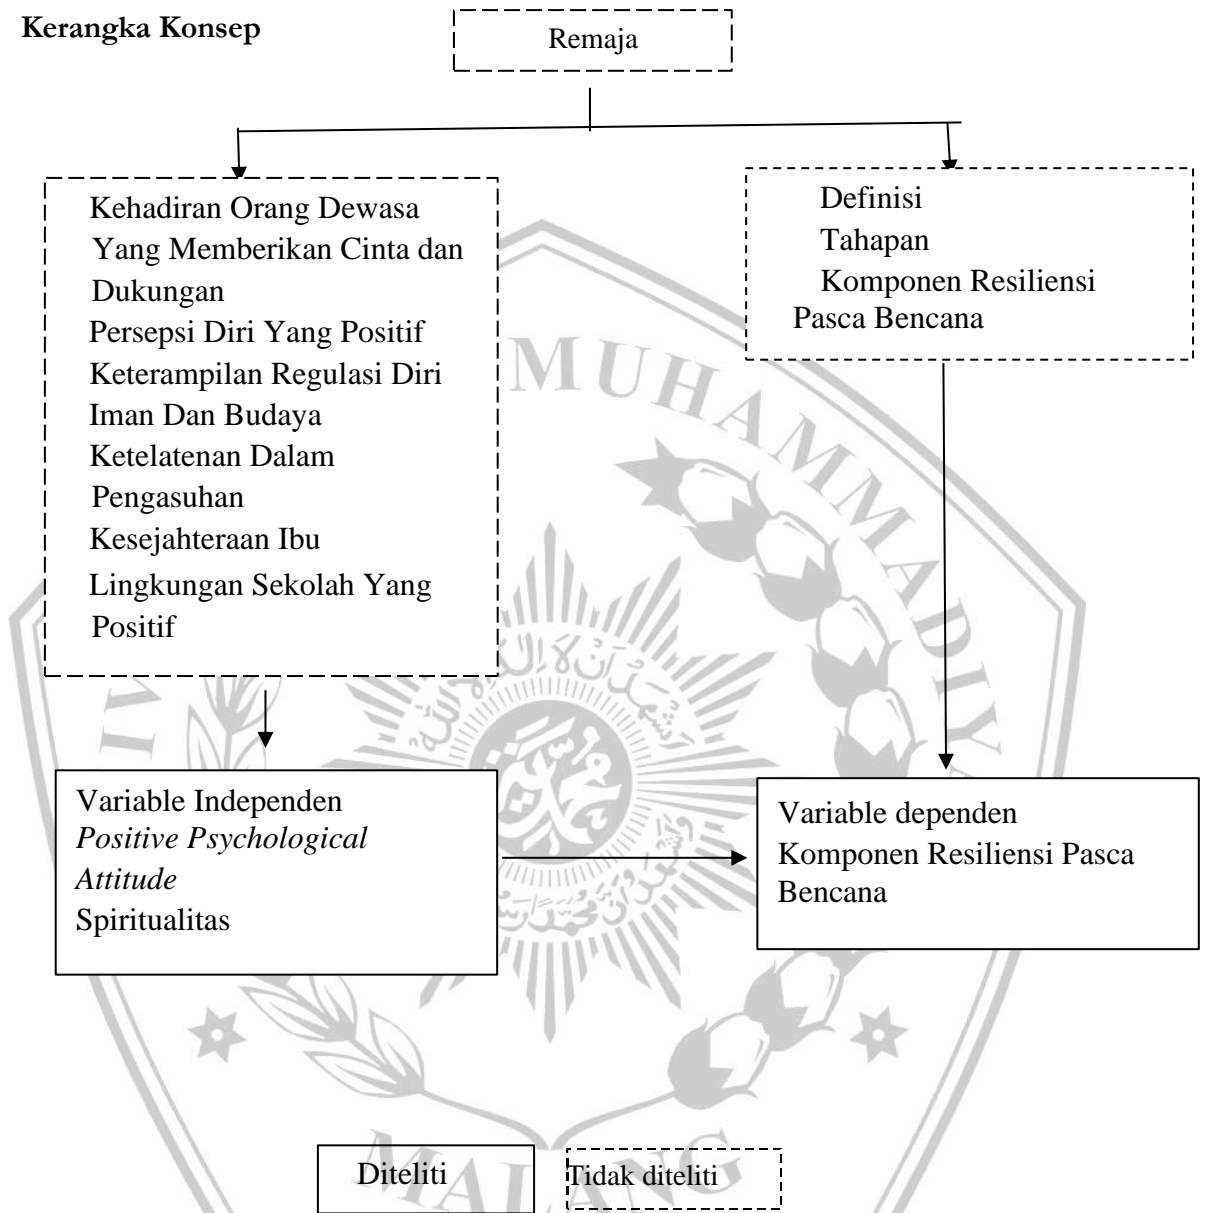 Kerangka Konsep
Remaja
Kehadiran Orang Dewasa
Yang Memberikan Cinta dan
Dukungan
Persepsi Diri Yang Positif
Keterampilan Regulasi Diri
Iman Dan Budaya
Ketelatenan Dalam
Pengasuhan
Kesejahteraan Ibu
Lingkungan Sekolah Yang
Positif
Definisi
Tahapan
Komponen Resiliensi
Pasca Bencana
Variable Independen
Positive Psychological
Attitude
Spiritualitas
Variable dependen
Komponen Resiliensi Pasca
Bencana
Diteliti
Tidak diteliti
MUHAMMADIYA
MALANG